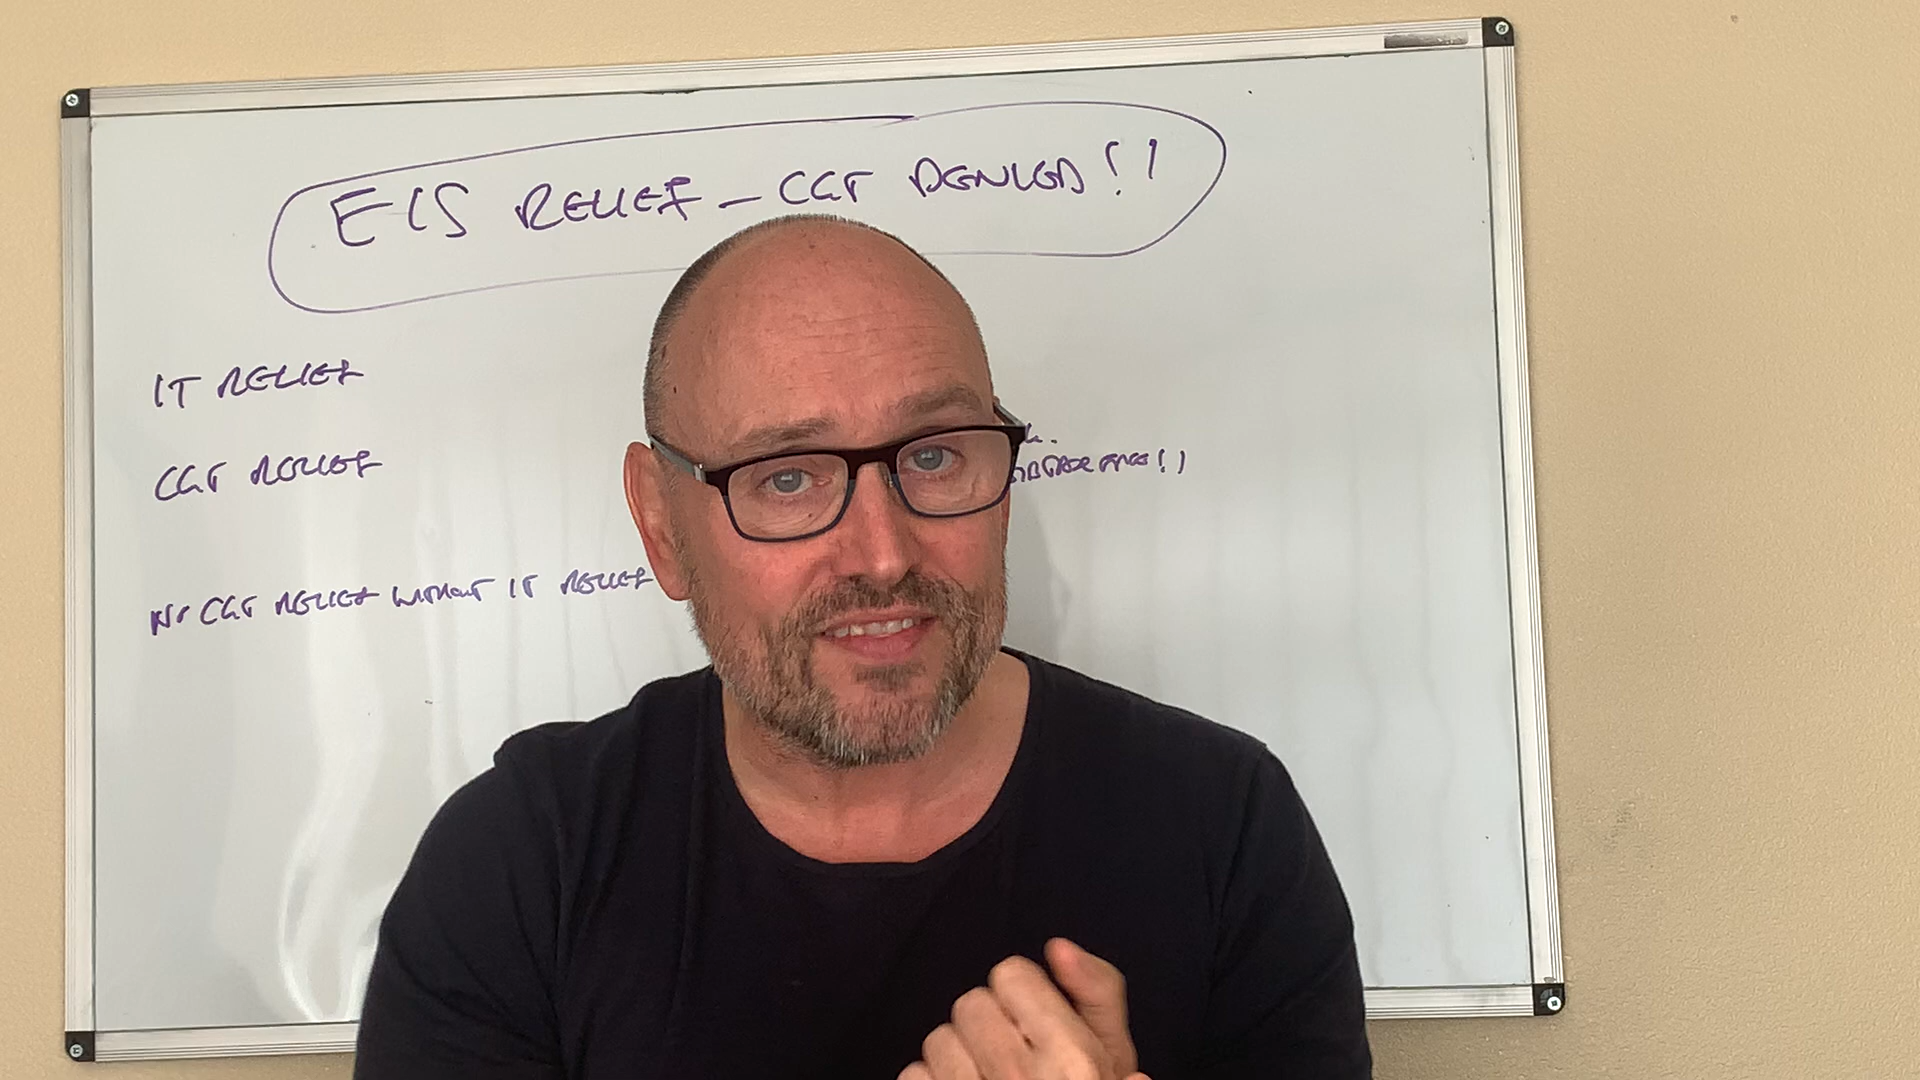 EIS RELIEF - CGT DENIED!!
IT RELIEF
CGT RELIEF
NO CGT RELIEF WITHOUT IT RELIEF